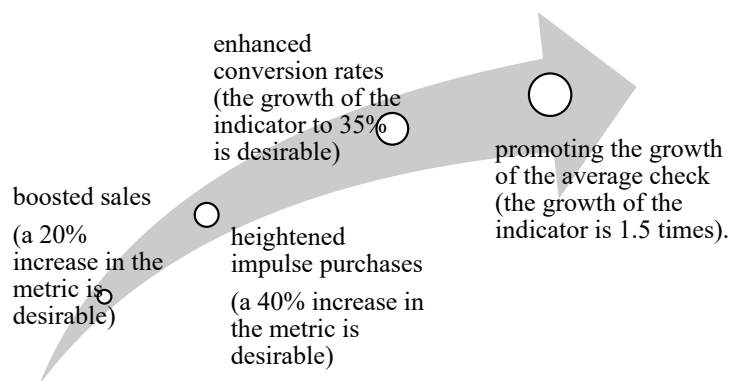 boosted sales
(a 20%
increase in the
metric is
desirable)
heightened
impulse purchases
(a 40% increase in
the metric is
desirable)
enhanced
conversion rates
(the growth of the
indicator to 35%
is desirable)
promoting the growth
of the average check
(the growth of the
indicator is 1.5 times).